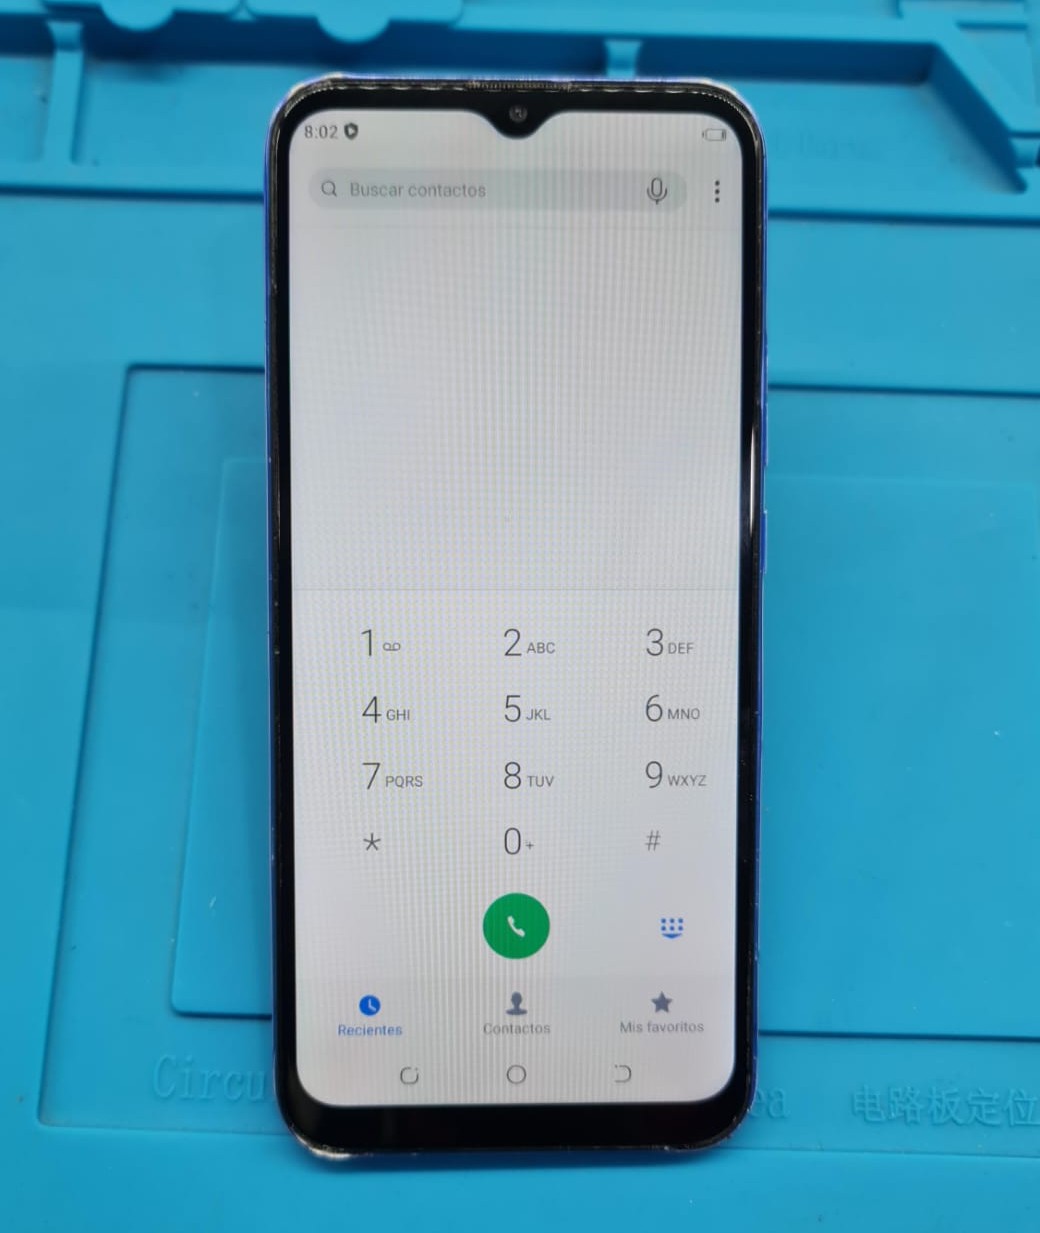 8:02
Buscar contactos
1
2 ABC
3 DEF
4 GHI
5 JKL
6 MNO
7 PQRS
8 TUV
9 WXYZ
*
0 +
#
Recientes
Contactos
Mis favoritos
Circu
ea
电路板定位